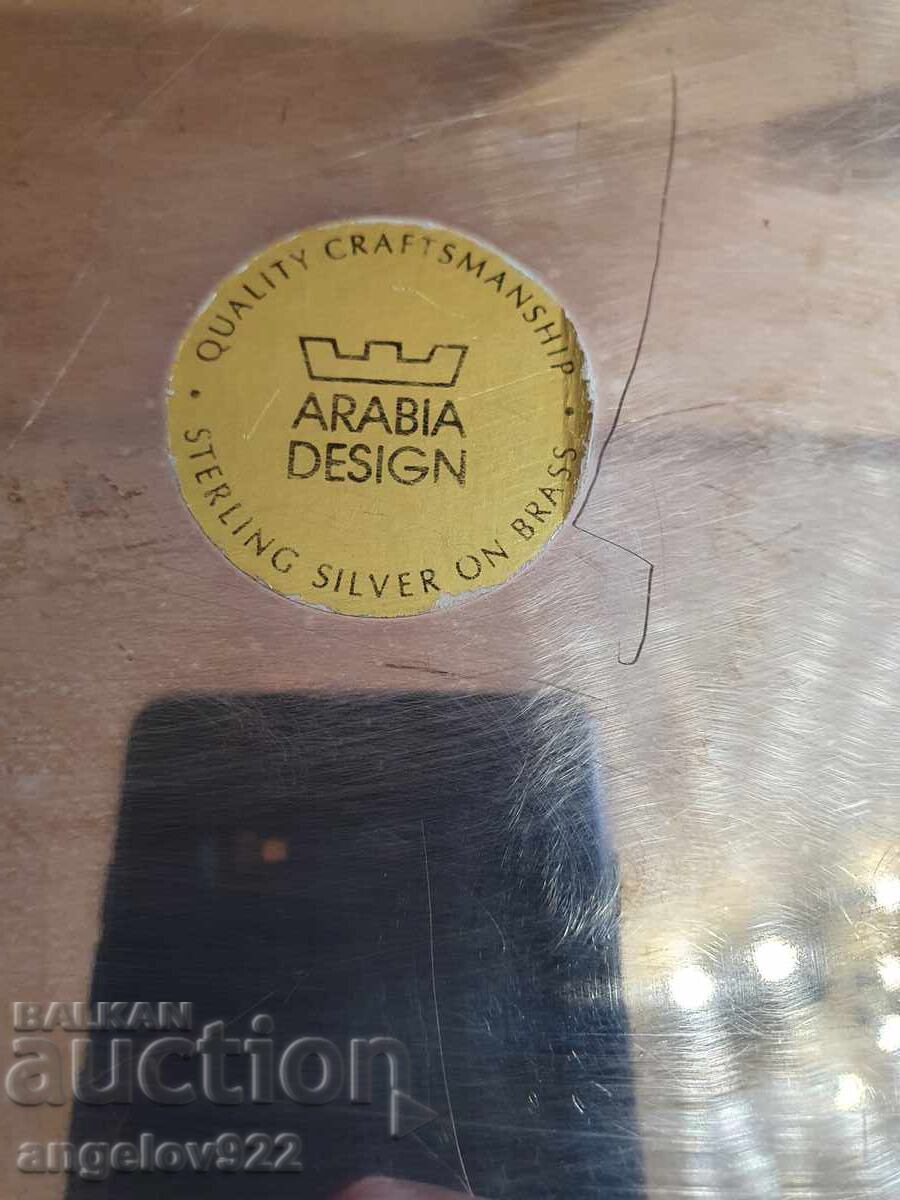 • QUALITY CRAFTSMANSHIP •
ARABIA
DESIGN
STERLING SILVER ON BRASS
BALKAN
auction
angelov922